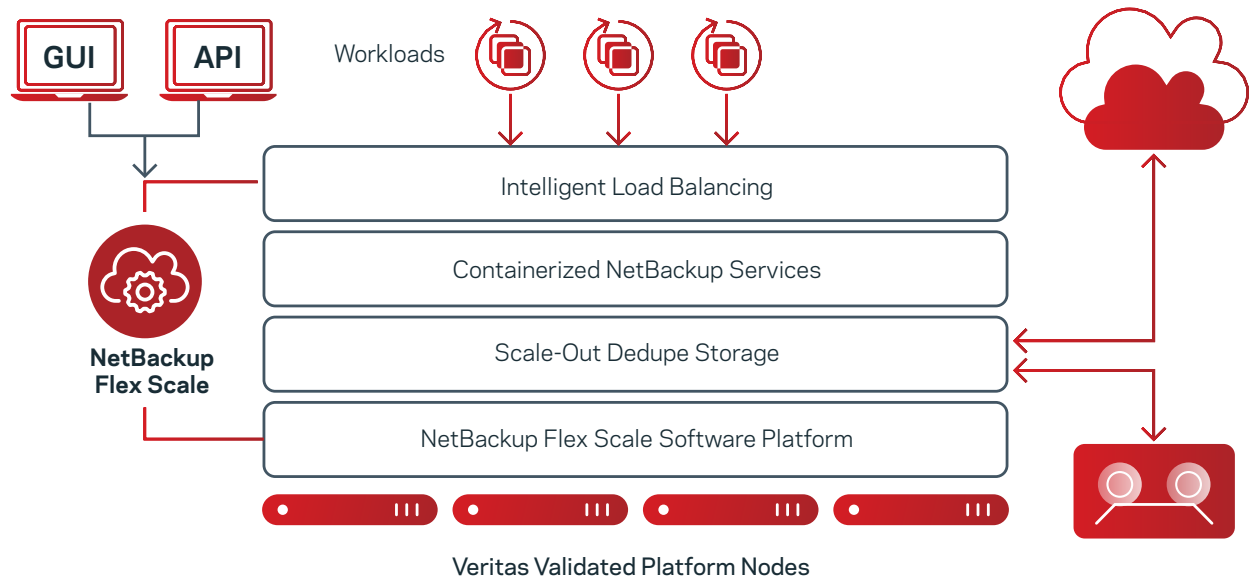 GUI
API
Workloads
Intelligent Load Balancing
Containerized NetBackup Services
Scale-Out Dedupe Storage
NetBackup Flex Scale Software Platform
NetBackup
Flex Scale
Veritas Validated Platform Nodes